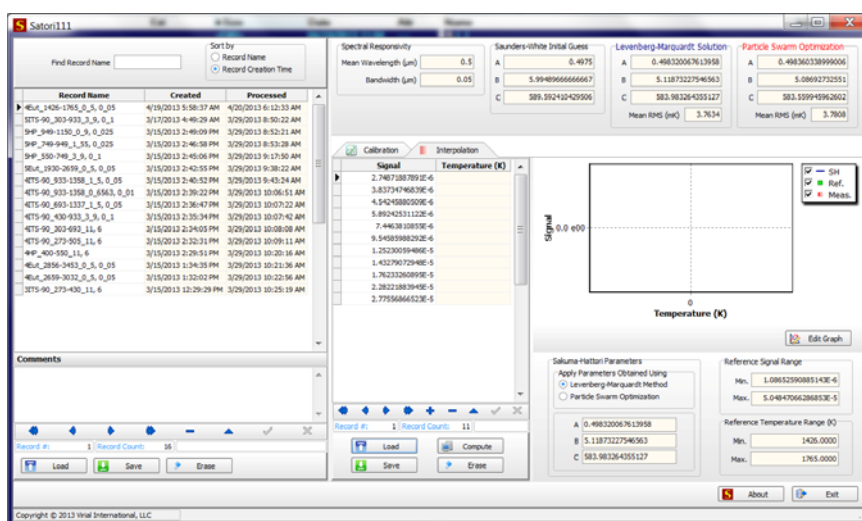 Satori111
Find Record Name
Sort by
Record Name
Record Creation Time
Record Name Created Processed
4Eut_1426-1765_0_5, 0_05 4/19/2013 5:58:37 AM 4/20/2013 6:12:33 AM
5ITS-90_303-933_3_9, 0_1 3/17/2013 4:49:29 AM 3/29/2013 8:50:22 AM
5HP_949-1150_0_9, 0_025 3/15/2013 2:49:09 PM 3/29/2013 8:52:21 AM
5HP_749-949_1_55, 0_025 3/15/2013 2:46:58 PM 3/29/2013 8:53:28 AM
5HP_550-749_3_9, 0_1 3/15/2013 2:45:06 PM 3/29/2013 9:17:50 AM
5Eut_1930-2659_0_5, 0_05 3/15/2013 2:42:55 PM 3/29/2013 9:38:22 AM
4ITS-90_933-1358_1_5, 0_05 3/15/2013 2:40:52 PM 3/29/2013 9:43:24 AM
4ITS-90_933-1358_0_6563, 0_01 3/15/2013 2:39:22 PM 3/29/2013 10:06:51 AM
4ITS-90_693-1337_1_5, 0_05 3/15/2013 2:36:47 PM 3/29/2013 10:07:22 AM
4ITS-90_430-933_3_9, 0_1 3/15/2013 2:35:34 PM 3/29/2013 10:07:42 AM
4ITS-90_303-693_11, 6 3/15/2013 2:34:05 PM 3/29/2013 10:08:08 AM
4ITS-90_273-505_11, 6 3/15/2013 2:32:31 PM 3/29/2013 10:09:11 AM
4HP_400-550_11, 6 3/15/2013 2:29:51 PM 3/29/2013 10:20:16 AM
4Eut_2856-3453_0_5, 0_05 3/15/2013 1:34:35 PM 3/29/2013 10:21:36 AM
4Eut_2659-3032_0_5, 0_05 3/15/2013 1:32:02 PM 3/29/2013 10:22:56 AM
3ITS-90_273-430_11, 6 3/15/2013 12:29:29 PM 3/29/2013 10:25:19 AM
Comments
Record #: 1 Record Count: 16
Load Save Erase
Spectral Responsivity
Mean Wavelength (μm) 0.5
Bandwidth (μm) 0.05
Saunders-White Initial Guess
A 0.4975
B 5.99489666666667
C 589.592410429506
Levenberg-Marquardt Solution
A 0.498320067613958
B 5.11873227546563
C 583.983264355127
Mean RMS (mK) 3.7634
Particle Swarm Optimization
A 0.498360338999006
B 5.08692732551
C 583.559945962602
Mean RMS (mK) 3.7808
Calibration Interpolation
Signal Temperature (K)
2.74871887891E-6
3.83734746839E-6
4.54245880509E-6
5.89242531122E-6
7.4463810855E-6
9.54585988292E-6
1.25230059486E-5
1.43279072948E-5
1.76233260895E-5
2.28221883945E-5
2.77556866523E-5
Record #: 1 Record Count: 11
Load Compute
Save Erase
Signal
0.0 e00
0
Temperature (K)
SH
Ref.
Meas.
Edit Graph
Sakuma-Hattori Parameters
Apply Parameters Obtained Using
Levenberg-Marquardt Method
Particle Swarm Optimization
A 0.498320067613958
B 5.11873227546563
C 583.983264355127
Reference Signal Range
Min. 1.08652590885143E-6
Max. 5.04847066286853E-5
Reference Temperature Range (K)
Min. 1426.0000
Max. 1765.0000
About Exit
Copyright © 2013 Virial International, LLC